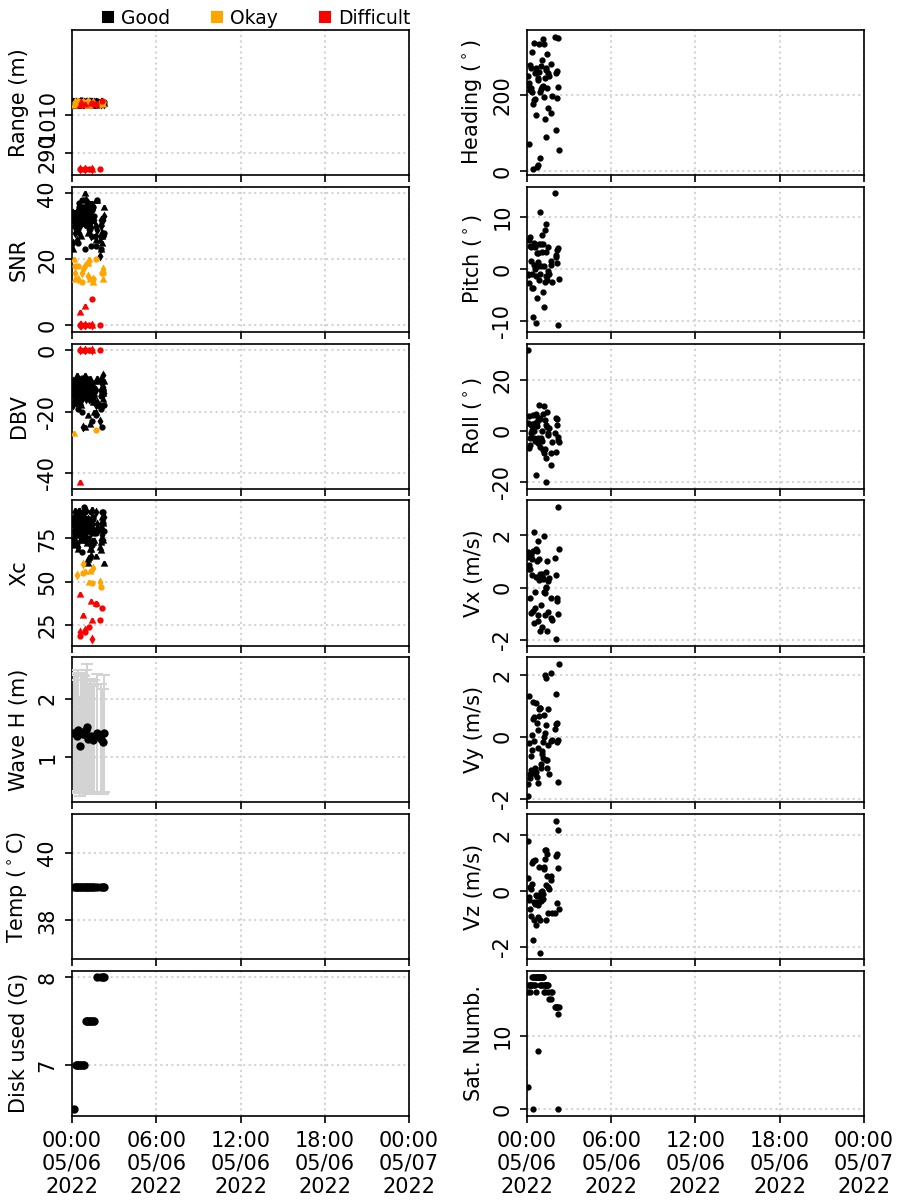 Good Okay Difficult
Range (m)
1010
290
SNR
40
20
0
DBV
0
-20
-40
Xc
75
50
25
Wave H (m)
2
1
Temp (°C)
40
38
Disk used (G)
8
7
00:00 06:00 12:00 18:00 00:00
05/06 05/06 05/06 05/06 05/07
2022 2022 2022 2022 2022
Heading (°)
200
0
Pitch (°)
10
0
-10
Roll (°)
20
0
-20
Vx (m/s)
2
0
-2
Vy (m/s)
2
0
-2
Vz (m/s)
2
0
-2
Sat. Numb.
10
0
00:00 06:00 12:00 18:00 00:00
05/06 05/06 05/06 05/06 05/07
2022 2022 2022 2022 2022